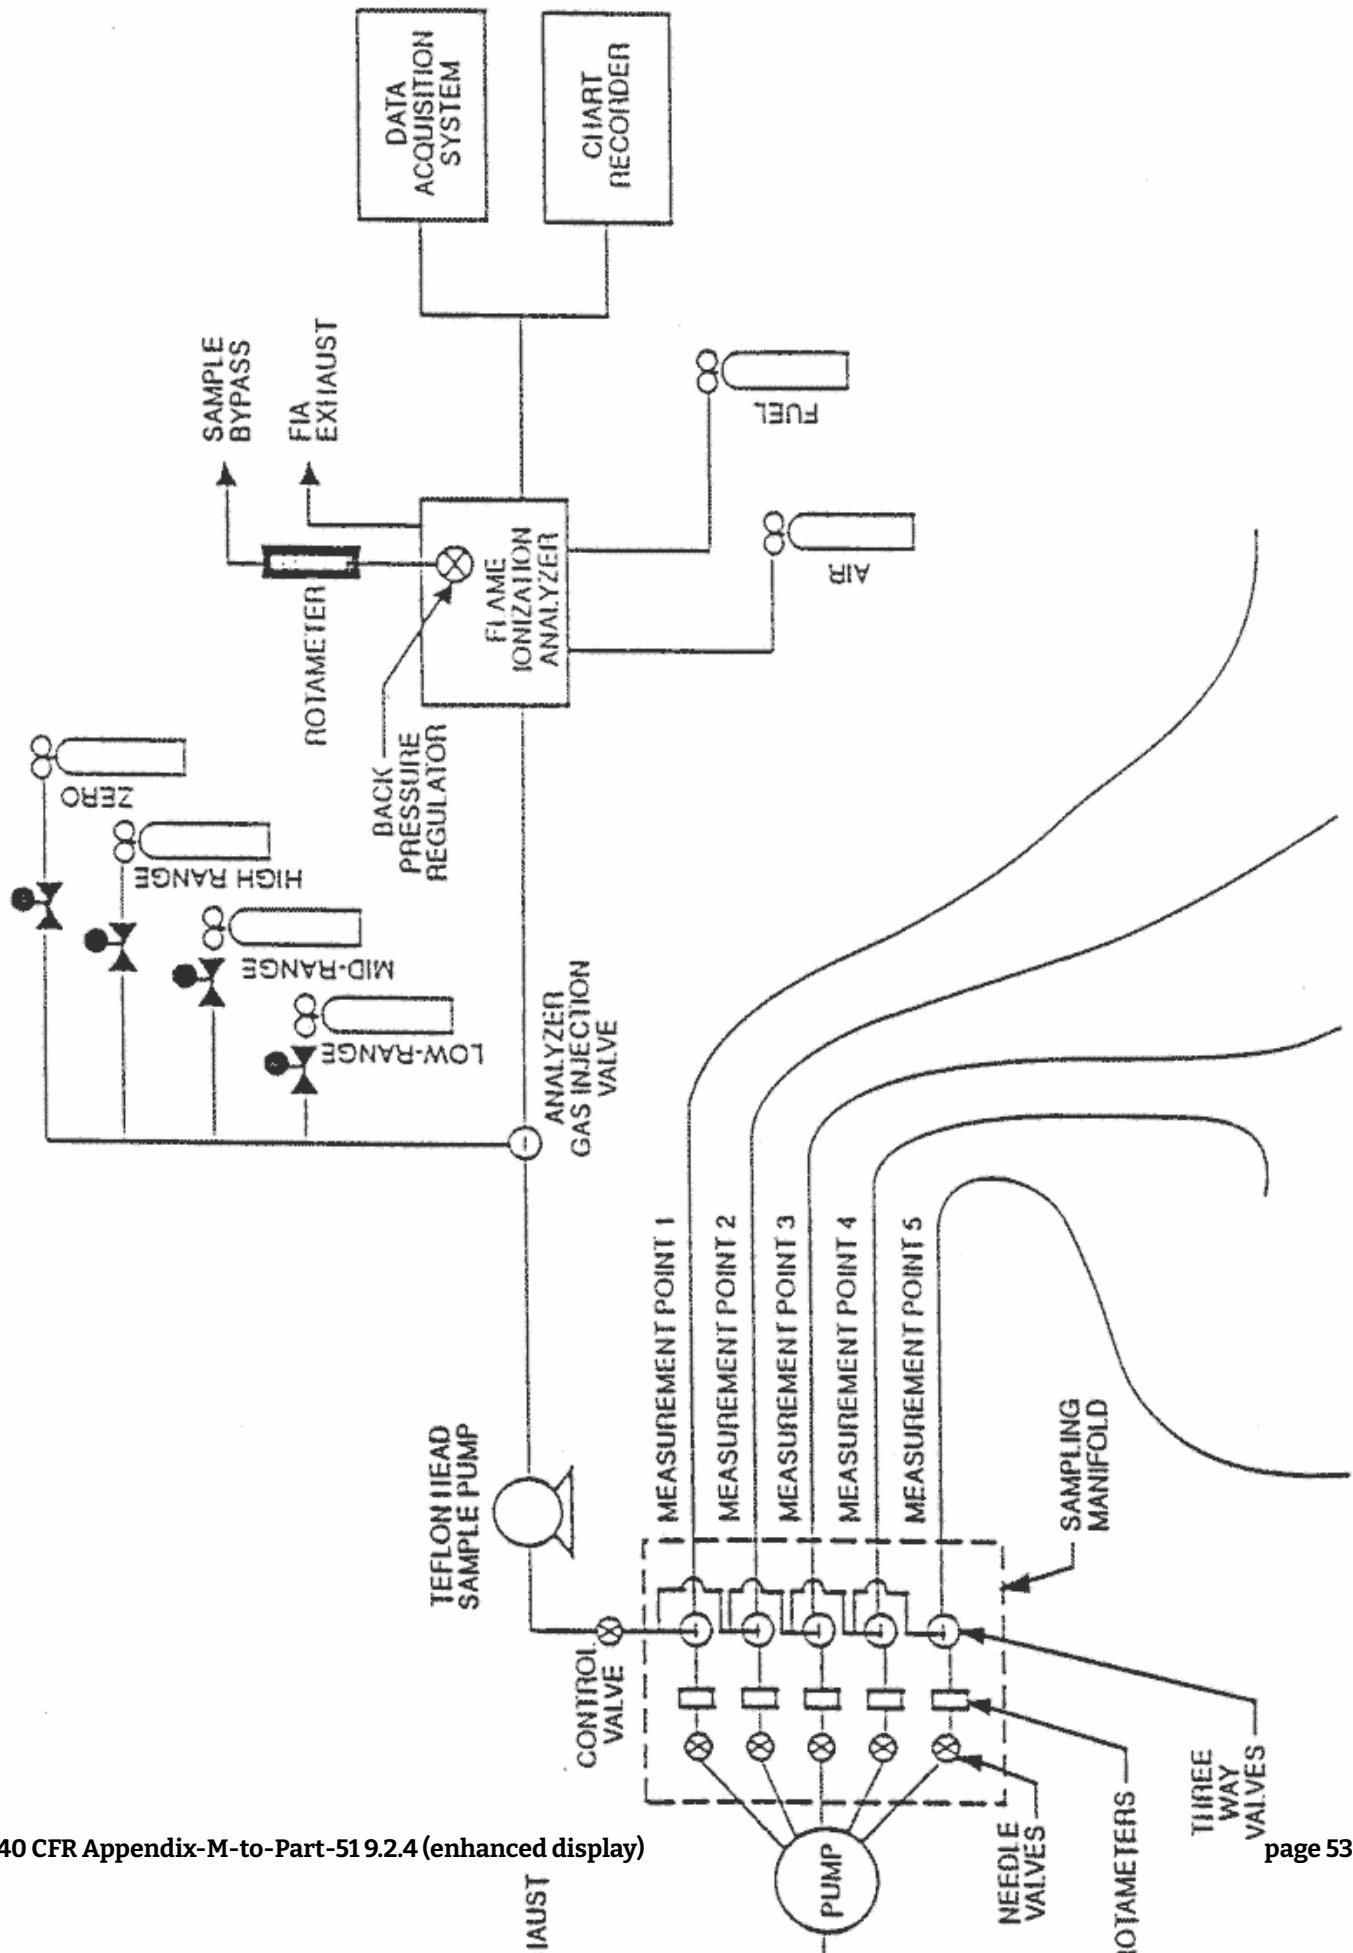 DATA
ACQUISITION
SYSTEM
CHART
RECORDER
SAMPLE
BYPASS
FIA
EXHAUST
FUEL
AIR
ROTAMETER
FLAME
IONIZATION
ANALYZER
BACK
PRESSURE
REGULATOR
ZERO
HIGH RANGE
MID-RANGE
LOW-RANGE
ANALYZER
GAS INJECTION
VALVE
TEFLON HEAD
SAMPLE PUMP
MEASUREMENT POINT 1
MEASUREMENT POINT 2
MEASUREMENT POINT 3
MEASUREMENT POINT 4
MEASUREMENT POINT 5
SAMPLING
MANIFOLD
CONTROL
VALVE
THREE
WAY
VALVES
ROTAMETERS
NEEDLE
VALVES
PUMP
40 CFR Appendix-M-to-Part-51 9.2.4 (enhanced display)
page 53